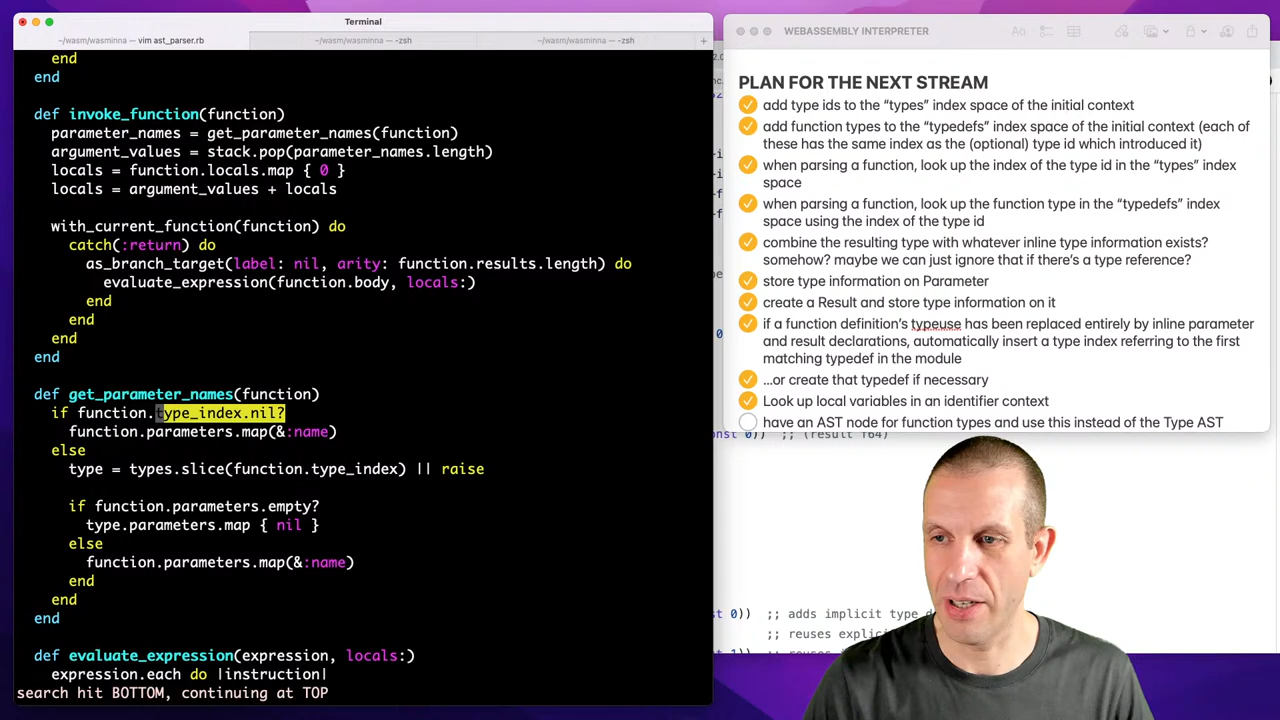 Terminal
~/wasm/wasminna — vim ast_parser.rb
~/wasm/wasminna — -zsh
~/wasm/wasminna — -zsh
+
end
end
def invoke_function(function)
parameter_names = get_parameter_names(function)
argument_values = stack.pop(parameter_names.length)
locals = function.locals.map { 0 }
locals = argument_values + locals
with_current_function(function) do
catch(:return) do
as_branch_target(label: nil, arity: function.results.length) do
evaluate_expression(function.body, locals:)
end
end
end
end
def get_parameter_names(function)
if function.type_index.nil?
function.parameters.map(&:name)
else
type = types.slice(function.type_index) || raise
if function.parameters.empty?
type.parameters.map { nil }
else
function.parameters.map(&:name)
end
end
end
def evaluate_expression(expression, locals:)
expression.each do |instruction|
search hit BOTTOM, continuing at TOP
WEBASSEMBLY INTERPRETER
PLAN FOR THE NEXT STREAM
add type ids to the “types” index space of the initial context
add function types to the “typedefs” index space of the initial context (each of
these has the same index as the (optional) type id which introduced it)
when parsing a function, look up the index of the type id in the “types” index
space
when parsing a function, look up the function type in the “typedefs” index
space using the index of the type id
combine the resulting type with whatever inline type information exists?
somehow? maybe we can just ignore that if there’s a type reference?
store type information on Parameter
create a Result and store type information on it
if a function definition’s typeuse has been replaced entirely by inline parameter
and result declarations, automatically insert a type index referring to the first
matching typedef in the module
…or create that typedef if necessary
Look up local variables in an identifier context
have an AST node for function types and use this instead of the Type AST
0)) ;; (result f64)
st 0)) ;; adds implicit type d
;; reuses explic